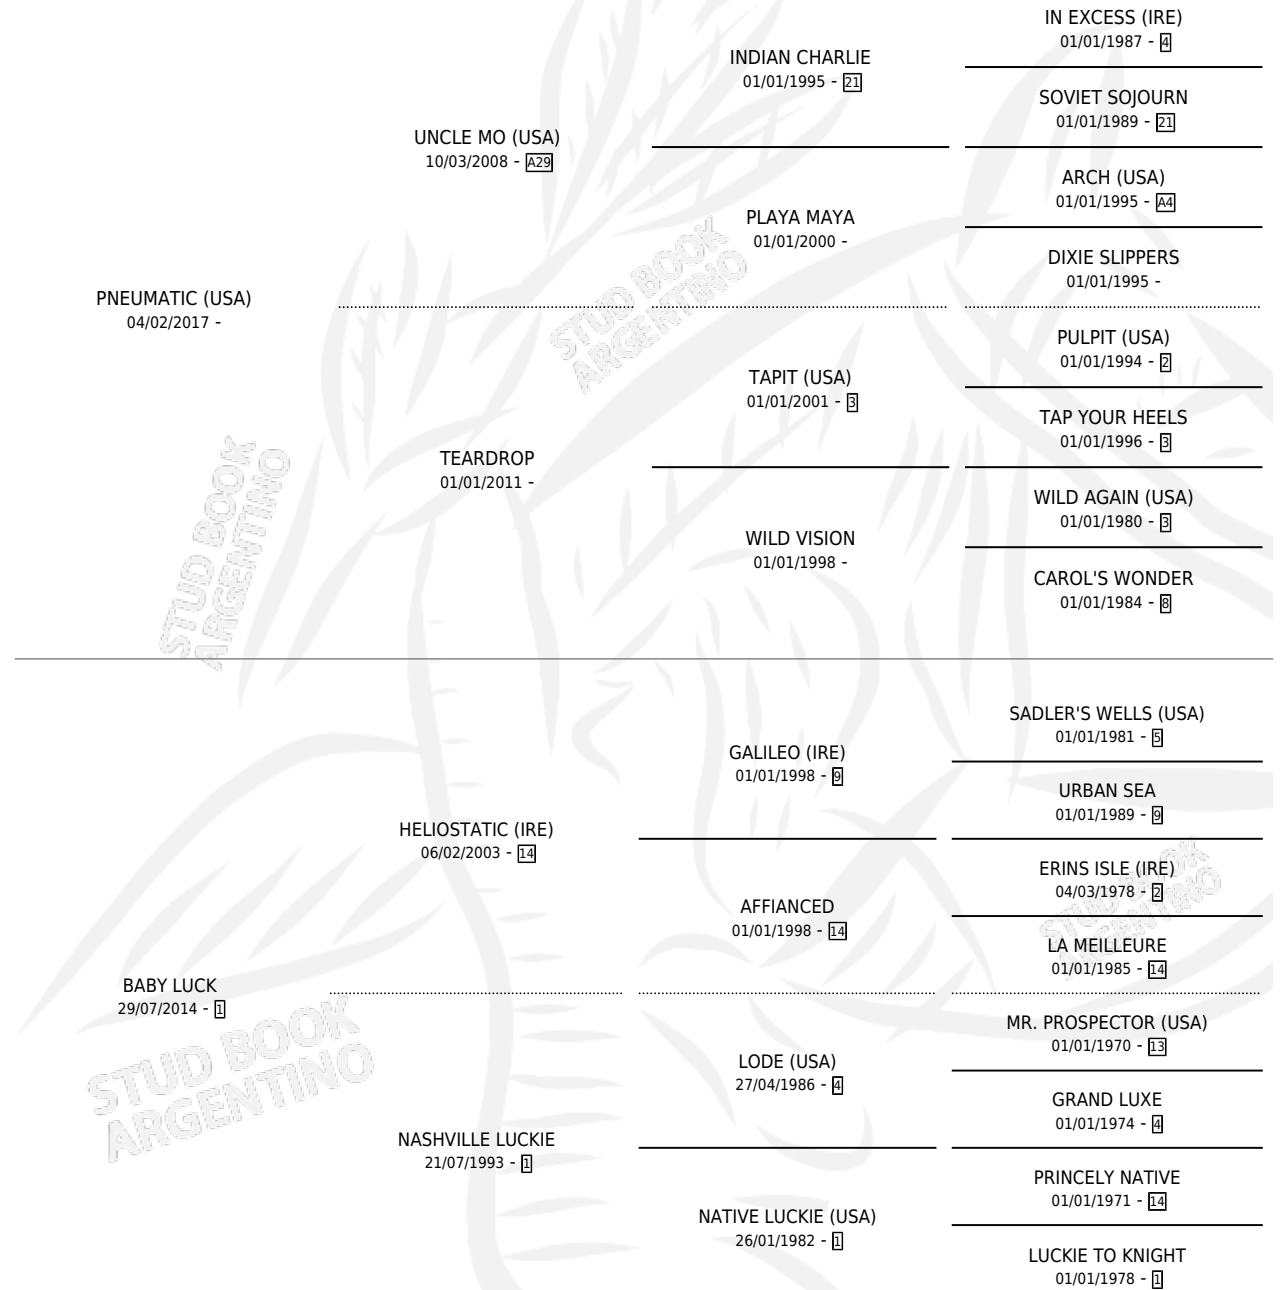 IN EXCESS (IRE)
01/01/1987 - 4
INDIAN CHARLIE
01/01/1995 - 21
SOVIET SOJOURN
01/01/1989 - 21
UNCLE MO (USA)
10/03/2008 - A29
ARCH (USA)
01/01/1995 - A4
PLAYA MAYA
01/01/2000 -
DIXIE SLIPPERS
01/01/1995 -
PNEUMATIC (USA)
04/02/2017 -
PULPIT (USA)
01/01/1994 - 2
TAPIT (USA)
01/01/2001 - 3
TAP YOUR HEELS
01/01/1996 - 3
TEARDROP
01/01/2011 -
WILD AGAIN (USA)
01/01/1980 - 3
WILD VISION
01/01/1998 -
CAROL'S WONDER
01/01/1984 - 8
SADLER'S WELLS (USA)
01/01/1981 - 5
GALILEO (IRE)
01/01/1998 - 9
URBAN SEA
01/01/1989 - 9
HELIOSTATIC (IRE)
06/02/2003 - 14
ERINS ISLE (IRE)
04/03/1978 - 2
AFFIANCED
01/01/1998 - 14
LA MEILLEURE
01/01/1985 - 14
BABY LUCK
29/07/2014 - 1
MR. PROSPECTOR (USA)
01/01/1970 - 13
LODE (USA)
27/04/1986 - 4
GRAND LUXE
01/01/1974 - 4
NASHVILLE LUCKIE
21/07/1993 - 1
PRINCELY NATIVE
01/01/1971 - 14
NATIVE LUCKIE (USA)
26/01/1982 - 1
LUCKIE TO KNIGHT
01/01/1978 - 1
STUD BOOK
ARGENTINO
STUD BOOK
ARGENTINO
STUD BOOK
ARGENTINO
STUD BOOK
ARGENTINO